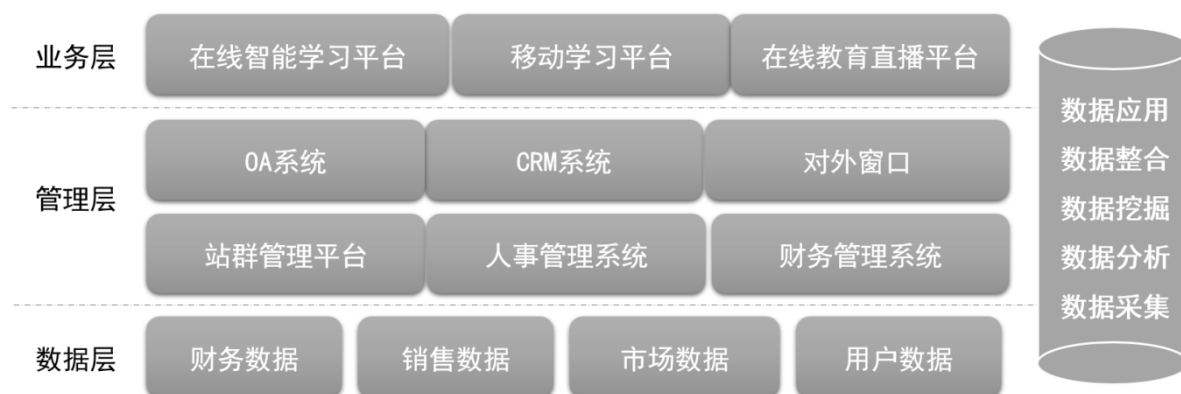 业务层
在线智能学习平台
移动学习平台
在线教育直播平台
管理层
OA系统
CRM系统
对外窗口
站群管理平台
人事管理系统
财务管理系统
数据层
财务数据
销售数据
市场数据
用户数据
数据应用
数据整合
数据挖掘
数据分析
数据采集